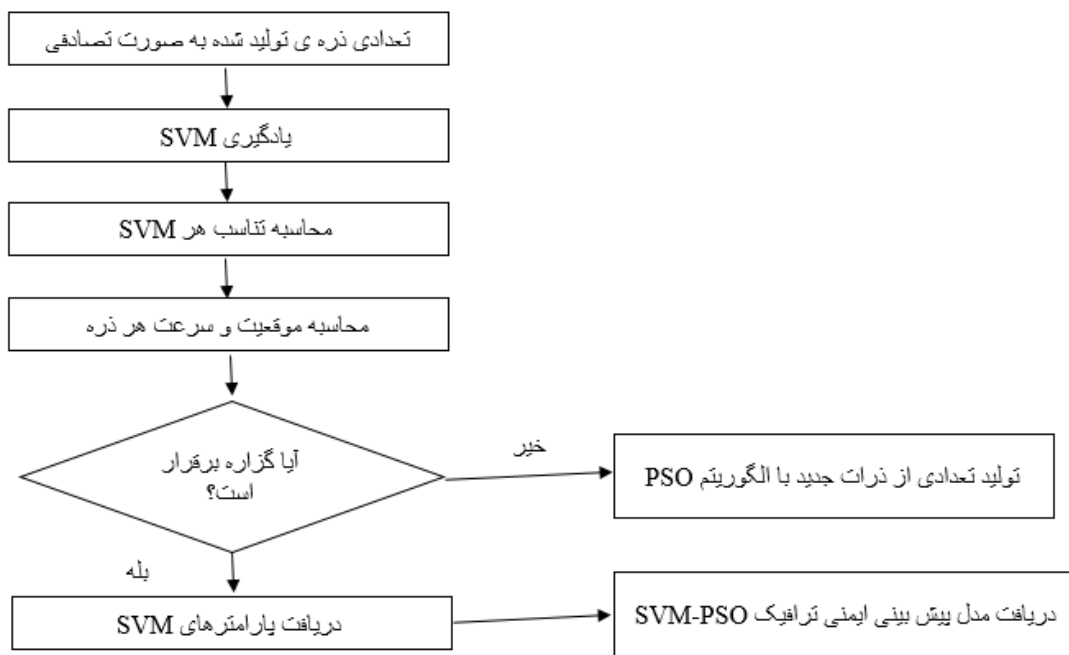 تعدادی ذره ی تولید شده به صورت تصادفی
یادگیری SVM
محاسبه تناسب هر SVM
محاسبه موقعیت و سرعت هر ذره
آیا گزاره برقرار
است؟
خیر
تولید تعدادی از ذرات جدید با الگوریتم PSO
بله
دریافت پارامترهای SVM
دریافت مدل پیش بینی ایمنی ترافیک SVM-PSO